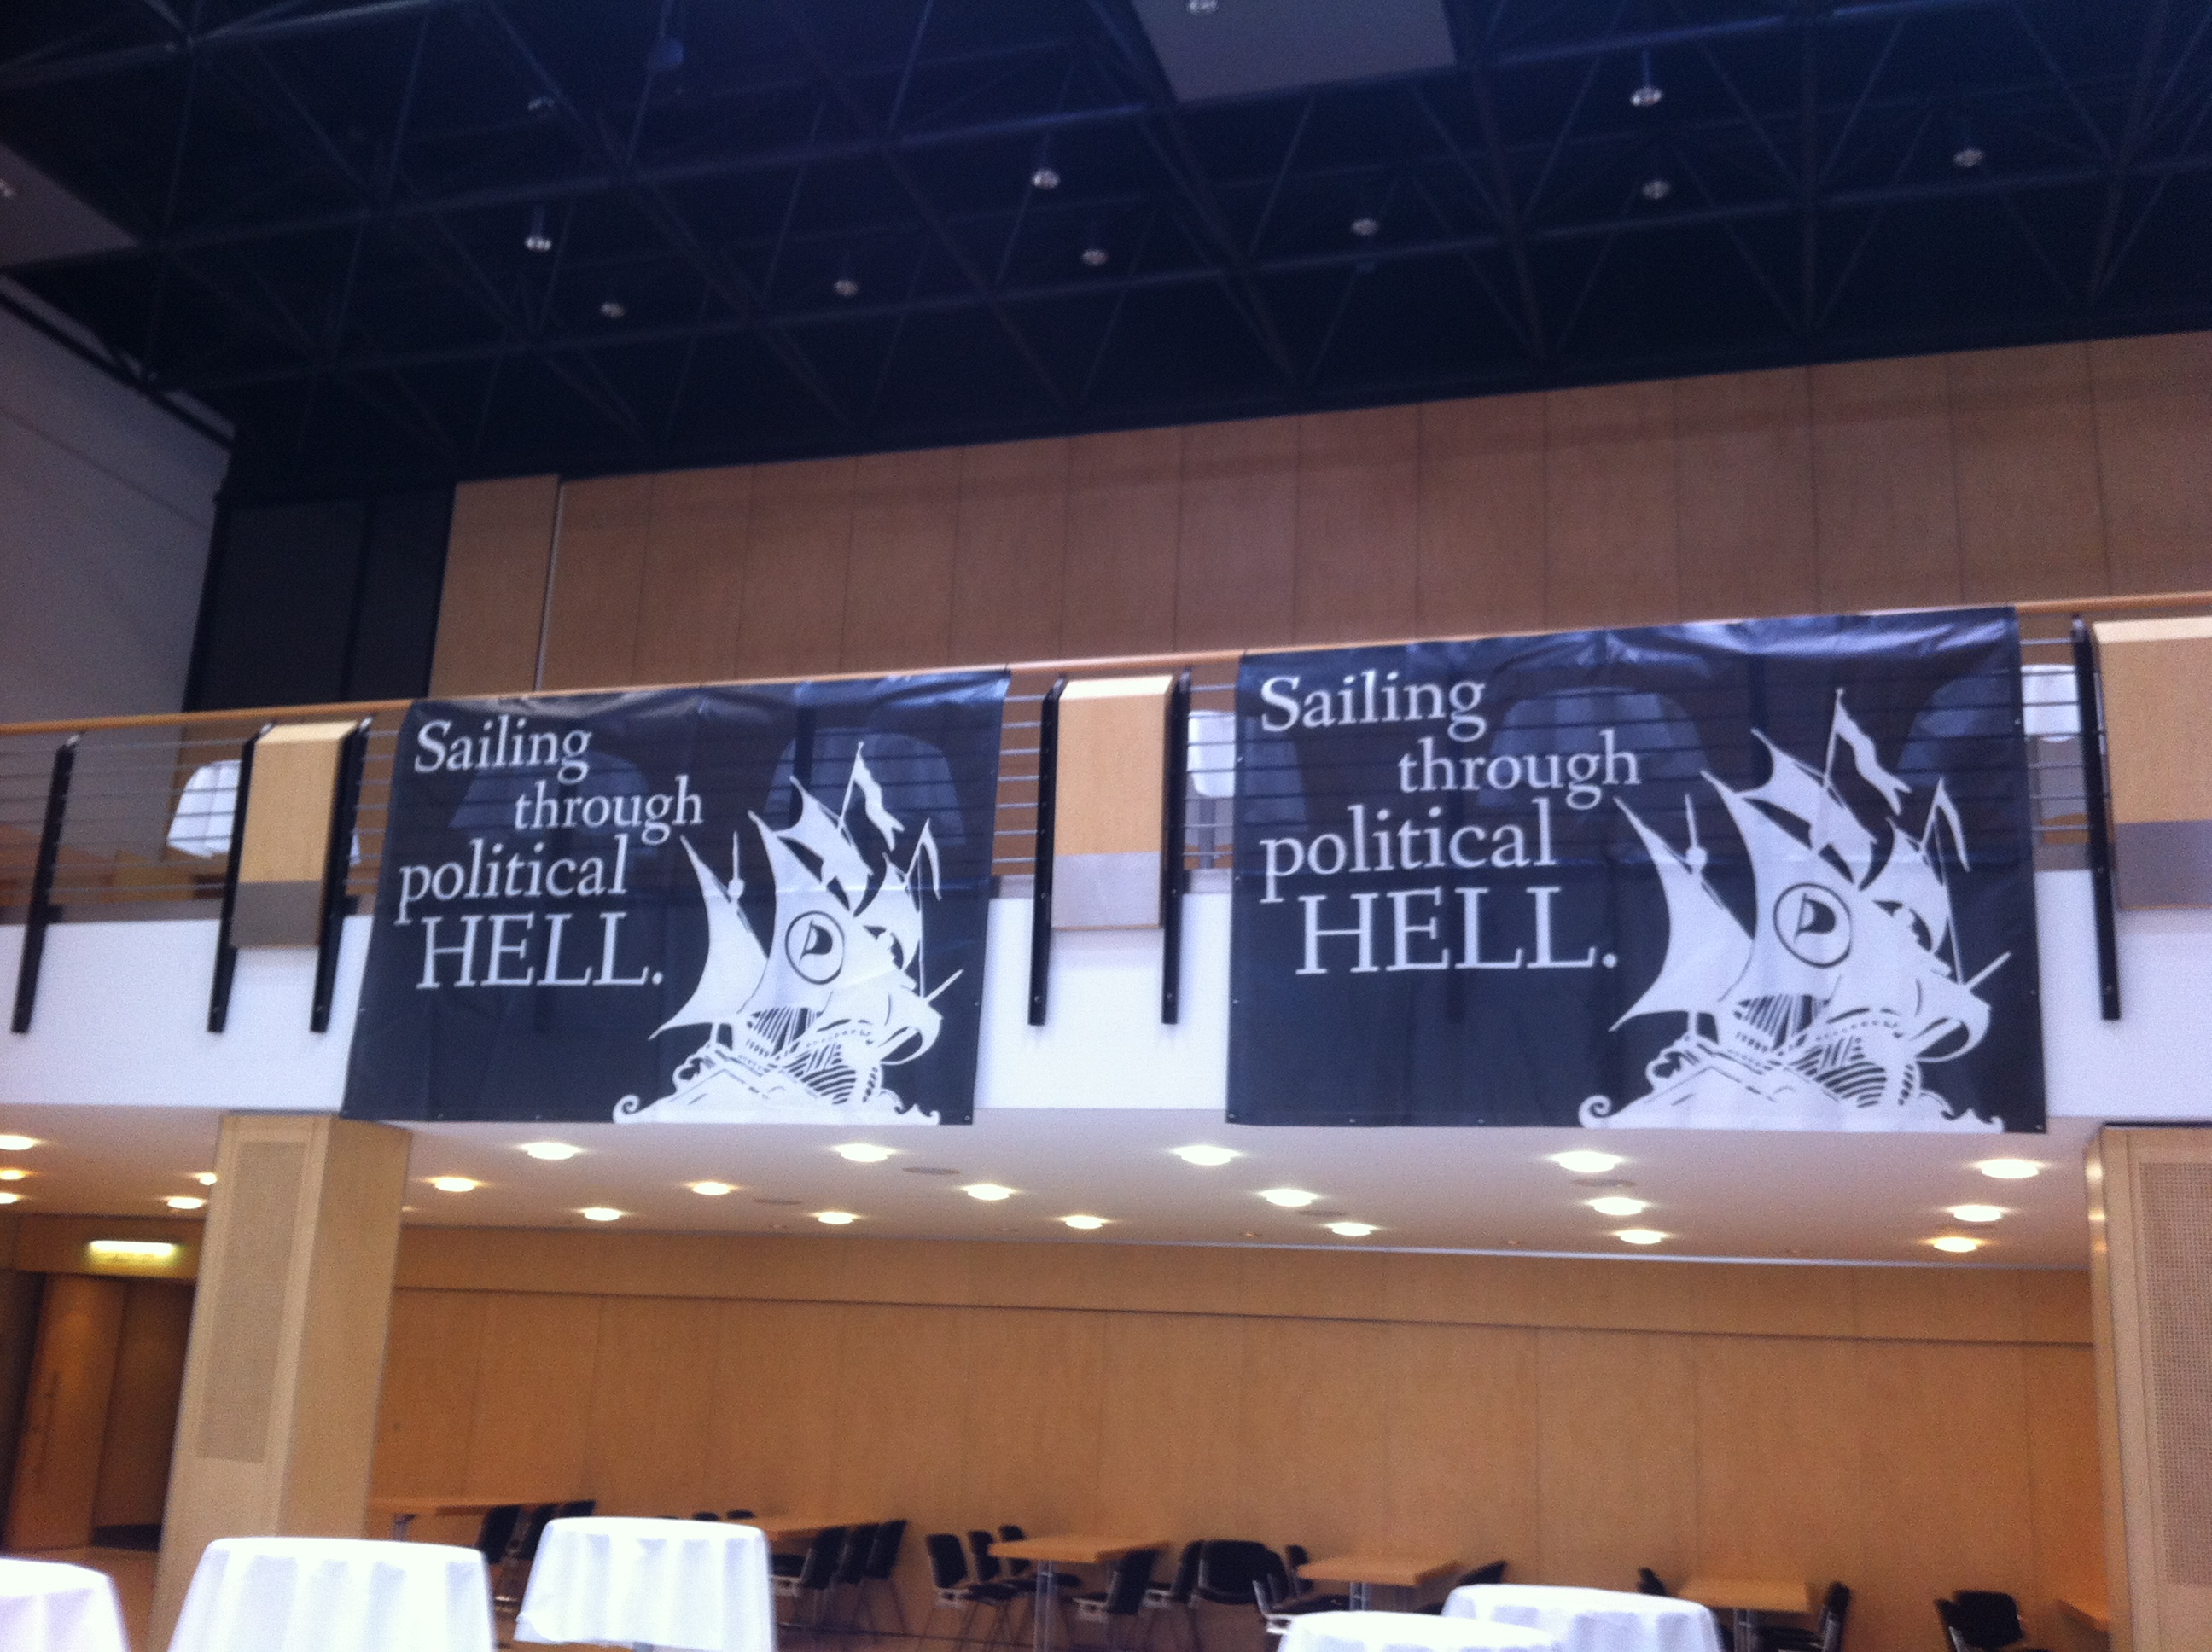 Sailing
through
political
HELL.
Sailing
through
political
HELL.